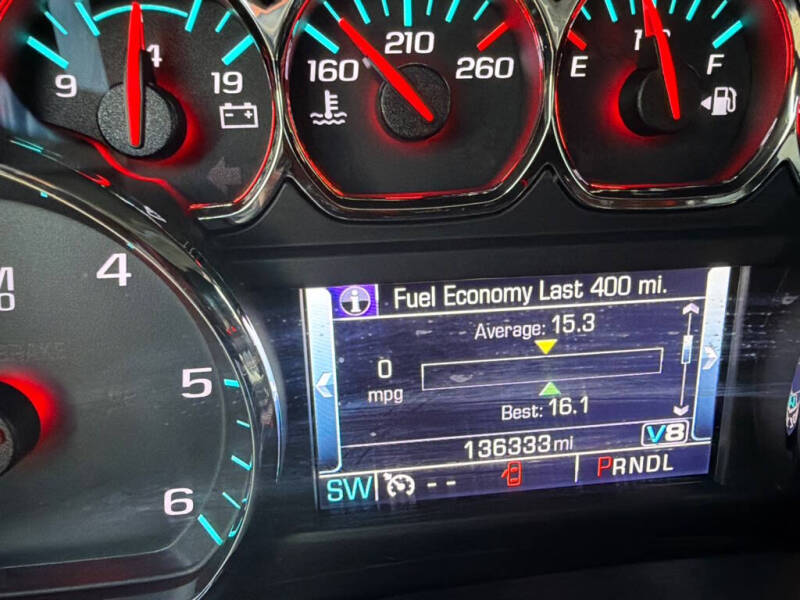 9 14 19
160 210 260
E F
4
5
6
Fuel Economy Last 400 mi.
Average: 15.3
0
mpg
Best: 16.1
136333 mi V8
SW -- PRNDL